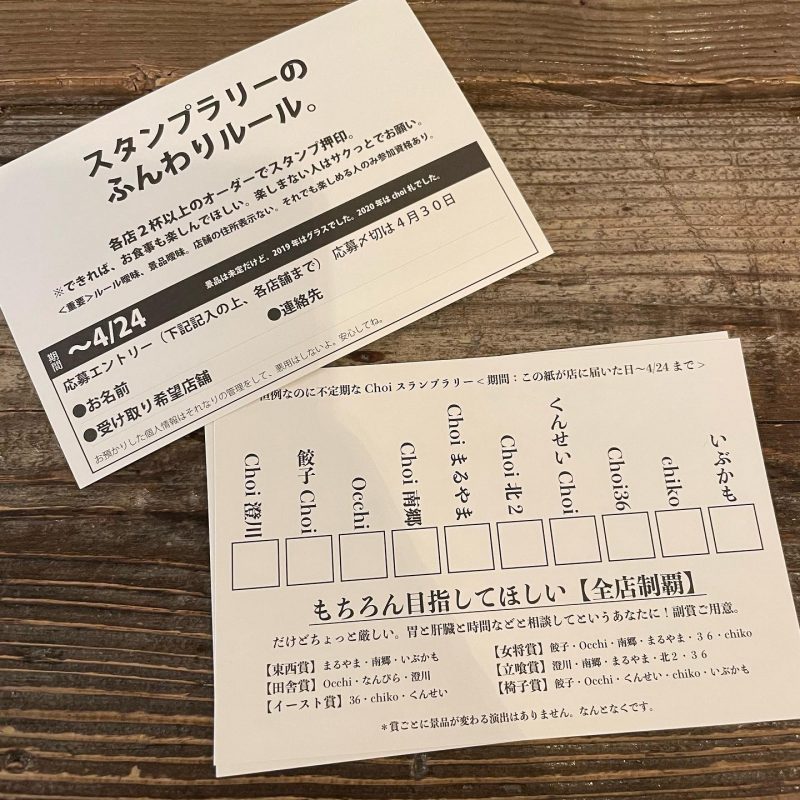 スタンプラリーの
ふんわりルール。
各店2杯以上のオーダーでスタンプ押印。
※できれば、お食事も楽しんでほしい。楽しまない人はサクっとでお願い。
<重要>ルール曖昧、景品曖昧。店舗の住所表示ない。それでも楽しめる人のみ参加資格あり。
景品は未定だけど、2019年はグラスでした。2020年はchoi札でした。
期間 〜4/24
応募エントリー(下記記入の上、各店舗まで) 応募〆切は4月30日
●お名前 ●連絡先
●受け取り希望店舗
お預かりした個人情報はそれなりの管理をして、悪用はしないよ。安心してね。
恒例なのに不定期なChoiスランプラリー<期間:この紙が店に届いた日〜4/24まで>
Choi 澄川
餃子 Choi
Occhi
Choi 南郷
Choi まるやま
Choi 北2
くんせい Choi
Choi36
chiko
いぶかも
もちろん目指してほしい【全店制覇】
だけどちょっと厳しい。胃と肝臓と時間などと相談してというあなたに!副賞ご用意。
【東西賞】まるやま・南郷・いぶかも
【田舎賞】Occhi・なんぴら・澄川
【イースト賞】36・chiko・くんせい
【女将賞】餃子・Occhi・南郷・まるやま・36・chiko
【立喰賞】澄川・南郷・まるやま・北2・36
【椅子賞】餃子・Occhi・くんせい・chiko・いぶかも
*賞ごとに景品が変わる演出はありません。なんとなくです。